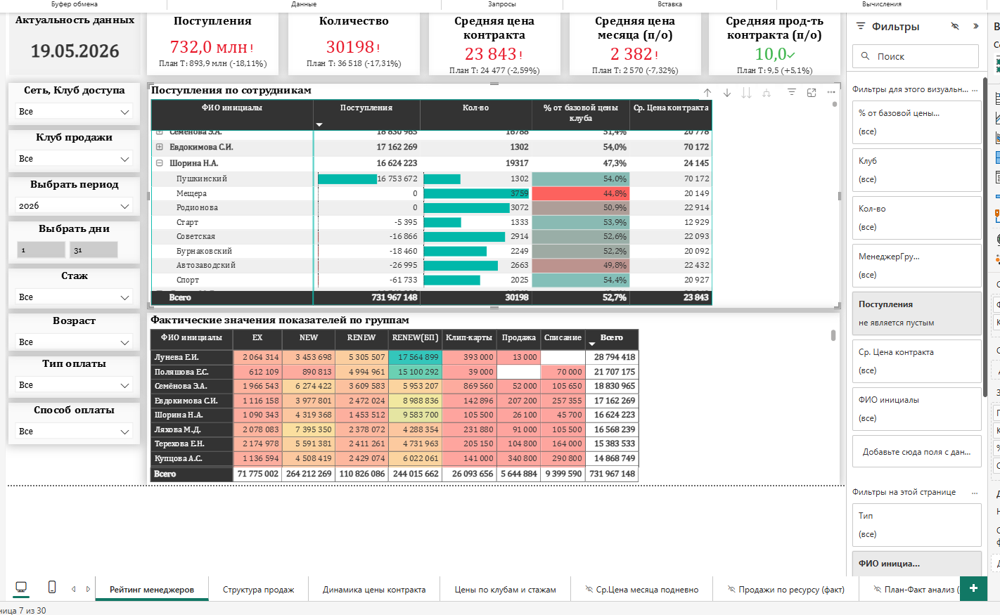 Буфер обмена
Данные
Запросы
Вставка
Вычисления
Актуальность данных
19.05.2026
Поступления
732,0 млн!
План Т: 893,9 млн (-18,11%)
Количество
30198!
План Т: 36 518 (-17,31%)
Средняя цена
контракта
23 843!
План Т: 24 477 (-2,59%)
Средняя цена
месяца (п/о)
2 382!
План Т: 2 570 (-7,32%)
Средняя прод-ть
контракта (п/о)
10,0
План Т: 9,5 (+5,1%)
Сеть, Клуб доступа
Все
Клуб продажи
Все
Выбрать период
2026
Выбрать дни
1 31
Стаж
Все
Возраст
Все
Тип оплаты
Все
Способ оплаты
Все
Поступления по сотрудникам
ФИО инициалы Поступления Кол-во % от базовой цены клуба Ср. Цена контракта
Семёнова Э.А. 18 830 965 16788 51,4% 20 778
Евдокимова С.И. 17 162 269 1302 54,0% 70 172
Шорина Н.А. 16 624 223 19317 47,3% 24 145
Пушкинский 16 753 672 1302 54,0% 70 172
Мещера 0 3759 44,8% 20 149
Родионова 0 3072 50,9% 22 914
Старт -5 395 1333 53,9% 12 929
Советская -16 866 2914 52,6% 22 093
Бурнаковский -18 460 2249 52,2% 20 092
Автозаводский -26 995 2663 49,8% 22 432
Спорт -61 733 2025 54,4% 20 927
Всего 731 967 148 30198 52,7% 23 843
Фактические значения показателей по группам
ФИО инициалы EX NEW RENEW RENEW(БП) Клип-карты Продажа Списание Всего
Лунева Е.И. 2 064 314 3 453 698 5 305 507 17 564 899 393 000 13 000 28 794 418
Поляшова Е.С. 612 109 890 813 4 994 961 15 100 292 39 000 70 000 21 707 175
Семёнова Э.А. 1 966 543 6 274 422 3 609 583 5 953 207 869 560 52 000 105 650 18 830 965
Евдокимова С.И. 1 116 158 3 977 801 2 472 024 8 988 836 142 896 207 200 257 355 17 162 269
Шорина Н.А. 1 090 343 4 319 368 1 453 512 9 583 700 105 500 26 100 45 700 16 624 223
Ляхова М.Д. 2 078 083 7 395 350 2 378 072 4 288 354 231 880 91 000 105 500 16 568 239
Терехова Е.Н. 2 174 978 5 591 381 2 411 261 4 731 963 205 150 104 800 164 000 15 383 533
Купцова А.С. 1 136 594 4 508 419 2 429 074 6 022 061 141 000 340 800 290 800 14 868 749
Всего 71 775 002 264 212 269 110 826 086 244 015 662 26 093 656 5 644 884 9 399 590 731 967 148
Фильтры
Поиск
Фильтры для этого визуальн... ...
% от базовой цены...
(все)
Клуб
(все)
Кол-во
(все)
МенеджерГру...
(все)
Поступления
не является пустым
Ср. Цена контракта
(все)
ФИО инициалы
(все)
Добавьте сюда поля с дан...
Фильтры на этой странице ...
Тип
(все)
ФИО инициа...
Рейтинг менеджеров
Структура продаж
Динамика цены контракта
Цены по клубам и стажам
Ср.Цена месяца подневно
Продажи по ресурсу (факт)
План-Факт анализ (
ница 7 из 30